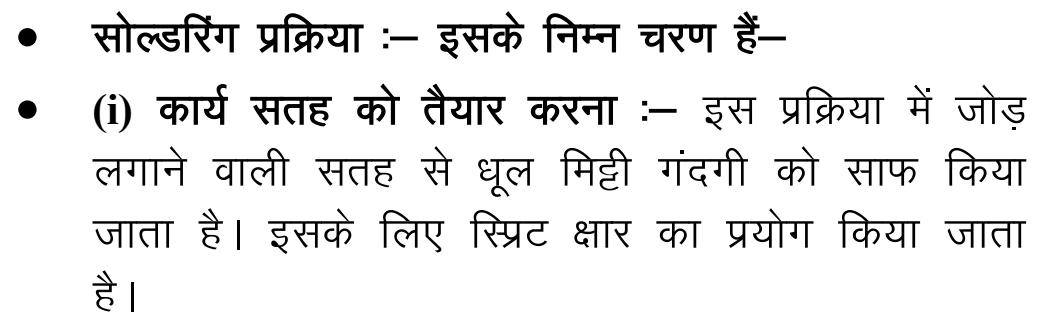 • सोल्डरिंग प्रक्रिया :– इसके निम्न चरण हैं–
• (i) कार्य सतह को तैयार करना :– इस प्रक्रिया में जोड़
लगाने वाली सतह से धूल मिट्टी गंदगी को साफ किया
जाता है। इसके लिए स्प्रिट क्षार का प्रयोग किया जाता
है।